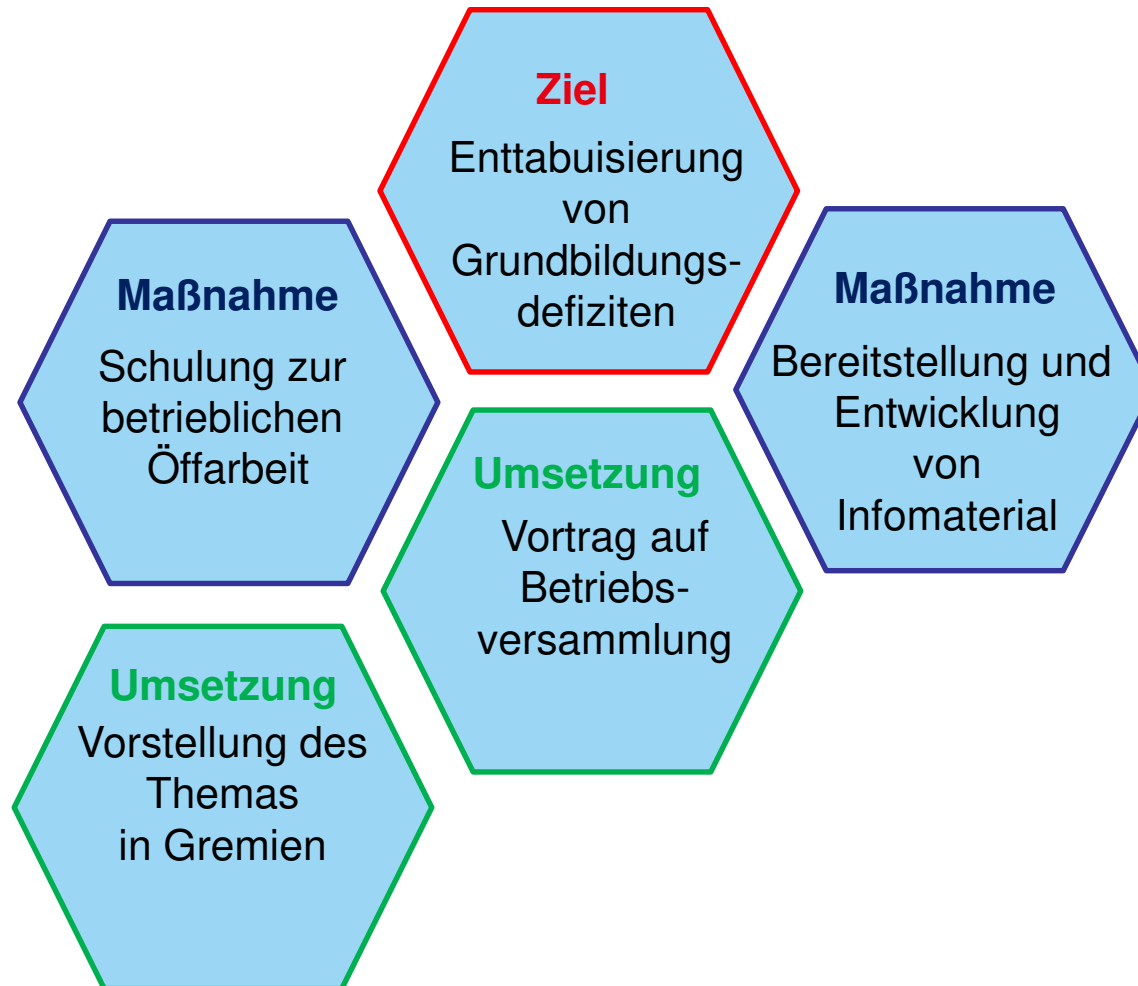 Ziel
Enttabuisierung
von
Grundbildungs-
defiziten
Maßnahme
Schulung zur
betrieblichen
Öffarbeit
Maßnahme
Bereitstellung und
Entwicklung
von
Infomaterial
Umsetzung
Vortrag auf
Betriebs-
versammlung
Umsetzung
Vorstellung des
Themas
in Gremien